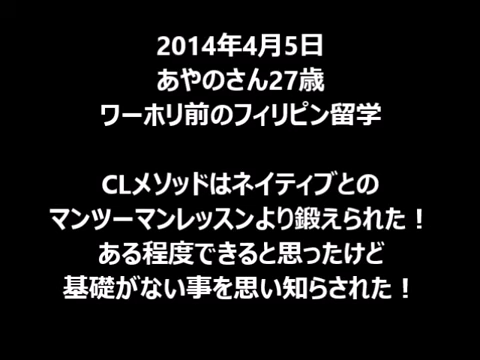 2014年4月5日
あやのさん27歳
ワーホリ前のフィリピン留学
CLメソッドはネイティブとの
マンツーマンレッスンより鍛えられた！
ある程度できると思ったけど
基礎がない事を思い知らされた！